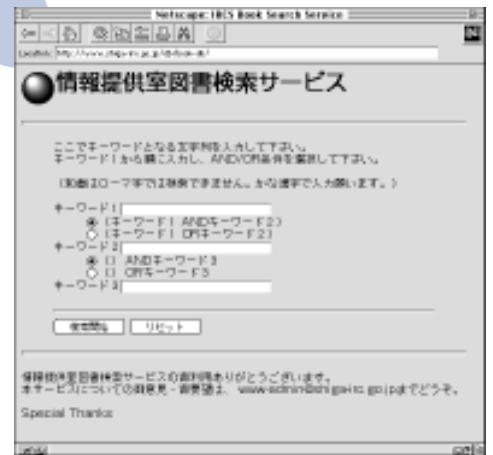 Netscape: IBCS Book Search Service
情報提供室図書検索サービス
ここでキーワードとなる文字列を入力して下さい。
キーワード1から順に入力し、AND/OR条件を選択して下さい。
ローマ字では検索できません。かな漢字で入力願います。)
キーワード1
(キーワード1 ANDキーワード2)
(キーワード1 ORキーワード2)
キーワード2
() ANDキーワード3
() ORキーワード3
キーワード3
検索開始 リセット
情報提供室図書検索サービスの御利用ありがとうございます。
本サービスについての御意見・御要望は、 www-admin@shiga-irc.go.jpまでどうぞ。
Special Thanks